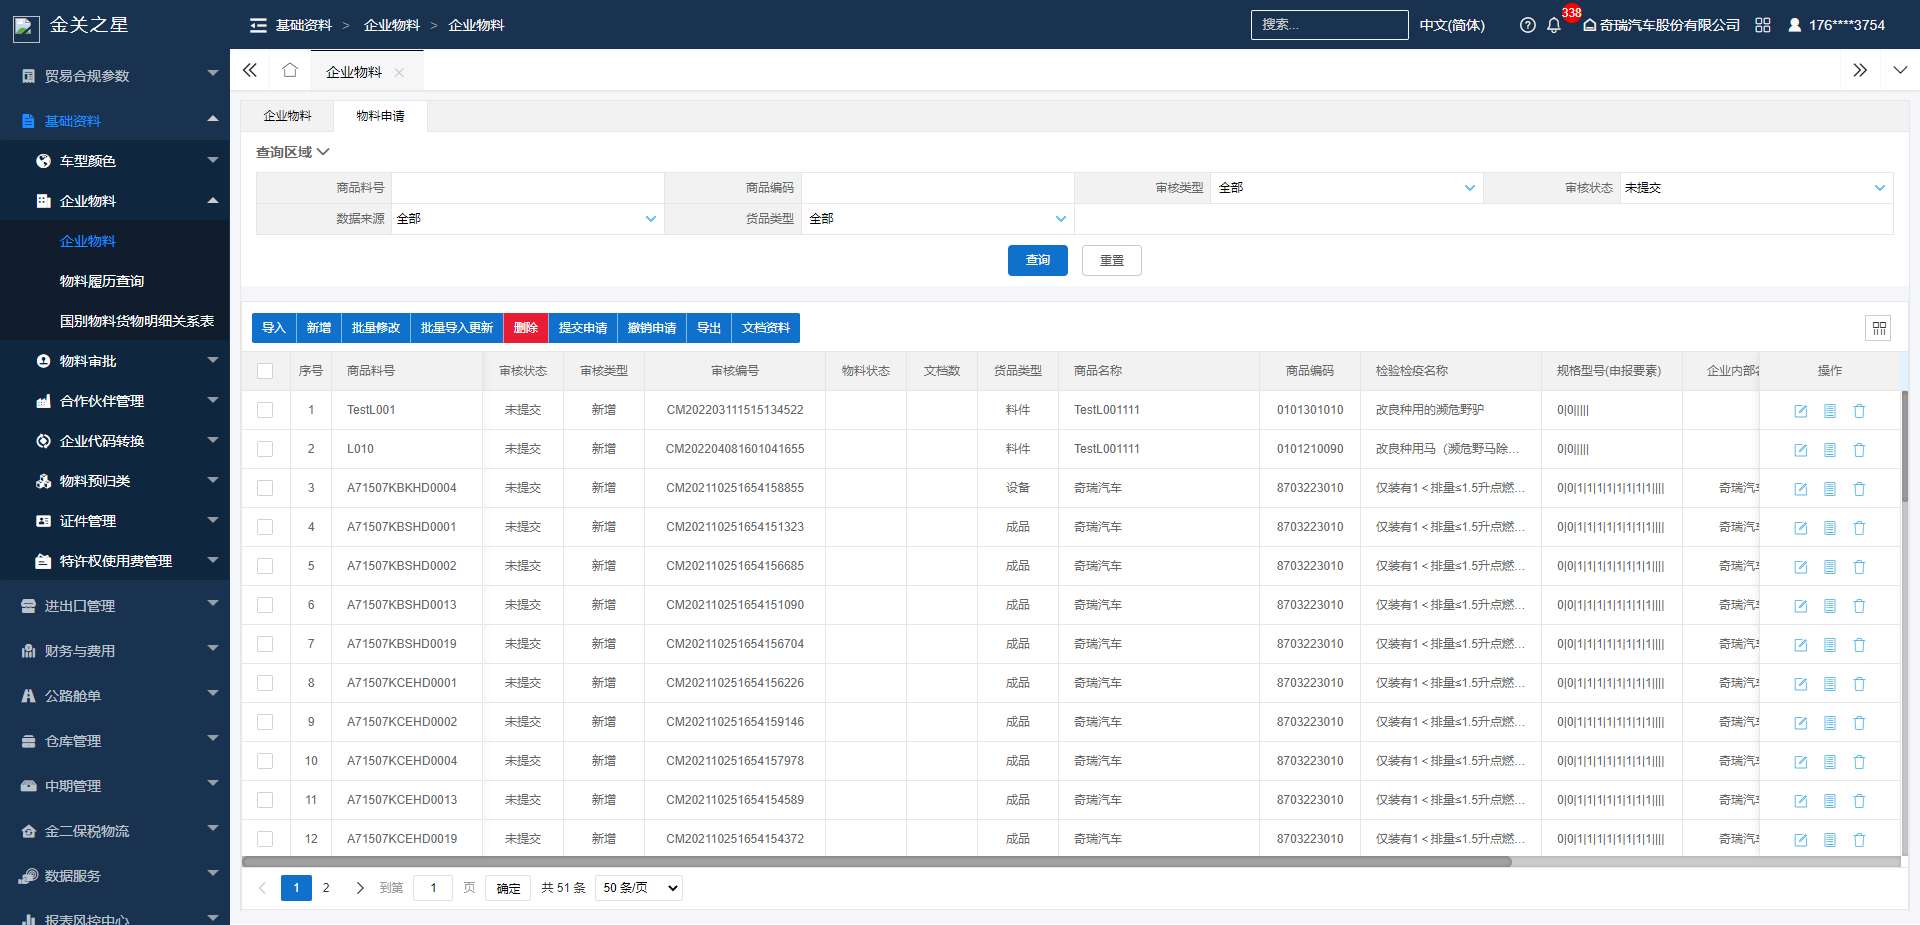 金关之星
基础资料 > 企业物料 > 企业物料
搜索...
中文(简体)
338
奇瑞汽车股份有限公司
176****3754
企业物料
贸易合规参数
基础资料
车型颜色
企业物料
企业物料
物料履历查询
国别物料货物明细关系表
物料审批
合作伙伴管理
企业代码转换
物料预归类
证件管理
特许权使用费管理
进出口管理
财务与费用
公路舱单
仓库管理
中期管理
金二保税物流
数据服务
报表风控中心
企业物料 物料申请
查询区域
商品料号 商品编码 审核类型 全部 审核状态 未提交
数据来源 全部 货品类型 全部
查询 重置
导入 新增 批量修改 批量导入更新 删除 提交申请 撤销申请 导出 文档资料
序号 商品料号 审核状态 审核类型 审核编号 物料状态 文档数 货品类型 商品名称 商品编码 检验检疫名称 规格型号(申报要素) 企业内部 操作
1 TestL001 未提交 新增 CM202203111515134522 料件 TestL001111 0101301010 改良种用的濒危野驴 0|0|||||
2 L010 未提交 新增 CM202204081601041655 料件 TestL001111 0101210090 改良种用马（濒危野马除... 0|0|||||
3 A71507KBKHD0004 未提交 新增 CM202110251654158855 设备 奇瑞汽车 8703223010 仅装有1＜排量≤1.5升点燃... 0|0|1|1|1|1|1|1|1|1|||| 奇瑞汽
4 A71507KBSHD0001 未提交 新增 CM202110251654151323 成品 奇瑞汽车 8703223010 仅装有1＜排量≤1.5升点燃... 0|0|1|1|1|1|1|1|1|1|||| 奇瑞汽
5 A71507KBSHD0002 未提交 新增 CM202110251654156685 成品 奇瑞汽车 8703223010 仅装有1＜排量≤1.5升点燃... 0|0|1|1|1|1|1|1|1|1|||| 奇瑞汽
6 A71507KBSHD0013 未提交 新增 CM202110251654151090 成品 奇瑞汽车 8703223010 仅装有1＜排量≤1.5升点燃... 0|0|1|1|1|1|1|1|1|1|||| 奇瑞汽
7 A71507KBSHD0019 未提交 新增 CM202110251654156704 成品 奇瑞汽车 8703223010 仅装有1＜排量≤1.5升点燃... 0|0|1|1|1|1|1|1|1|1|||| 奇瑞汽
8 A71507KCEHD0001 未提交 新增 CM202110251654156226 成品 奇瑞汽车 8703223010 仅装有1＜排量≤1.5升点燃... 0|0|1|1|1|1|1|1|1|1|||| 奇瑞汽
9 A71507KCEHD0002 未提交 新增 CM202110251654159146 成品 奇瑞汽车 8703223010 仅装有1＜排量≤1.5升点燃... 0|0|1|1|1|1|1|1|1|1|||| 奇瑞汽
10 A71507KCEHD0004 未提交 新增 CM202110251654157978 成品 奇瑞汽车 8703223010 仅装有1＜排量≤1.5升点燃... 0|0|1|1|1|1|1|1|1|1|||| 奇瑞汽
11 A71507KCEHD0013 未提交 新增 CM202110251654154589 成品 奇瑞汽车 8703223010 仅装有1＜排量≤1.5升点燃... 0|0|1|1|1|1|1|1|1|1|||| 奇瑞汽
12 A71507KCEHD0019 未提交 新增 CM202110251654154372 成品 奇瑞汽车 8703223010 仅装有1＜排量≤1.5升点燃... 0|0|1|1|1|1|1|1|1|1|||| 奇瑞汽
1 2 到第 1 页 确定 共 51 条 50 条/页